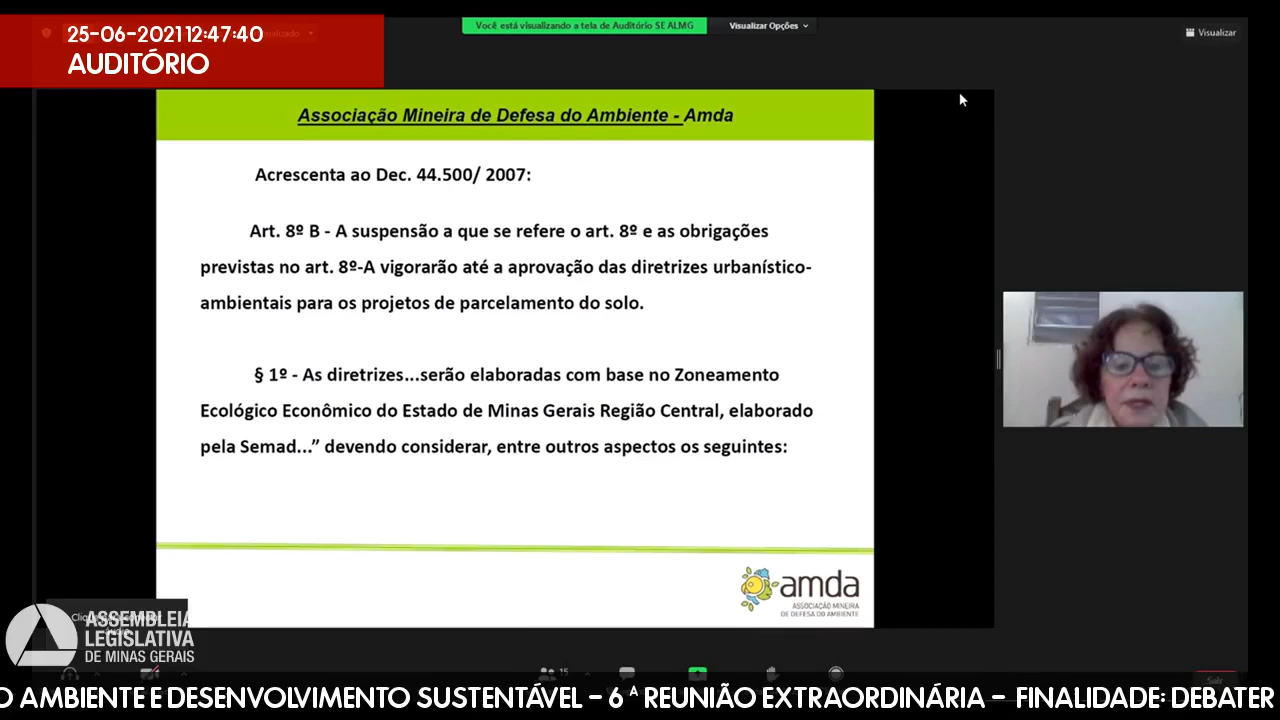 25-06-2021 12:47:40
AUDITÓRIO
Você está visualizando a tela de Auditório SE ALMG
Visualizar Opções
Visualizar
Associação Mineira de Defesa do Ambiente - Amda
Acrescenta ao Dec. 44.500/ 2007:
Art. 8º B - A suspensão a que se refere o art. 8º e as obrigações
previstas no art. 8º-A vigorarão até a aprovação das diretrizes urbanístico-
ambientais para os projetos de parcelamento do solo.
§ 1º - As diretrizes...serão elaboradas com base no Zoneamento
Ecológico Econômico do Estado de Minas Gerais Região Central, elaborado
pela Semad...” devendo considerar, entre outros aspectos os seguintes:
amda
ASSOCIAÇÃO MINEIRA
DE DEFESA DO AMBIENTE
ASSEMBLEIA
LEGISLATIVA
DE MINAS GERAIS
15
Sair
O AMBIENTE E DESENVOLVIMENTO SUSTENTÁVEL – 6 ª REUNIÃO EXTRAORDINÁRIA – FINALIDADE: DEBATER